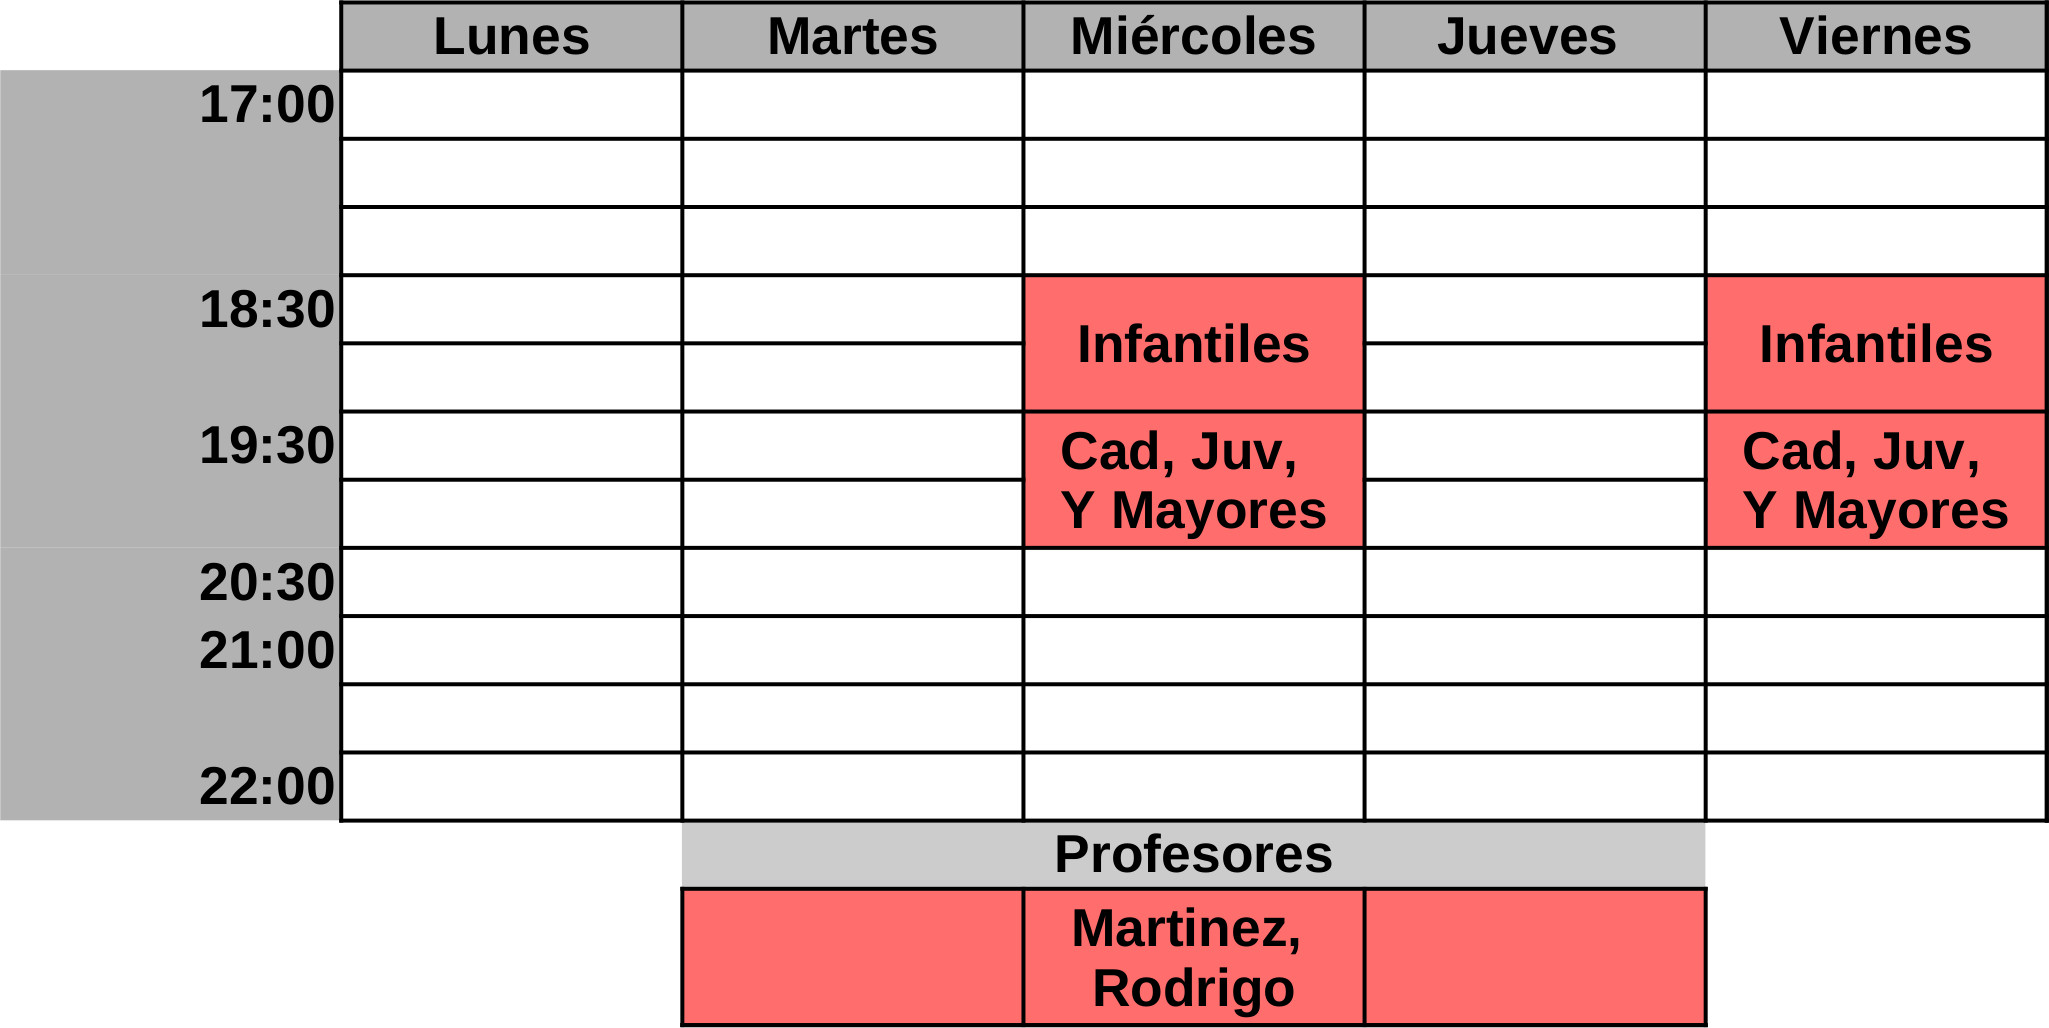 Lunes Martes Miércoles Jueves Viernes
17:00
18:30
Infantiles Infantiles
19:30
Cad, Juv, Cad, Juv,
Y Mayores Y Mayores
20:30
21:00
22:00
Profesores
Martinez,
Rodrigo